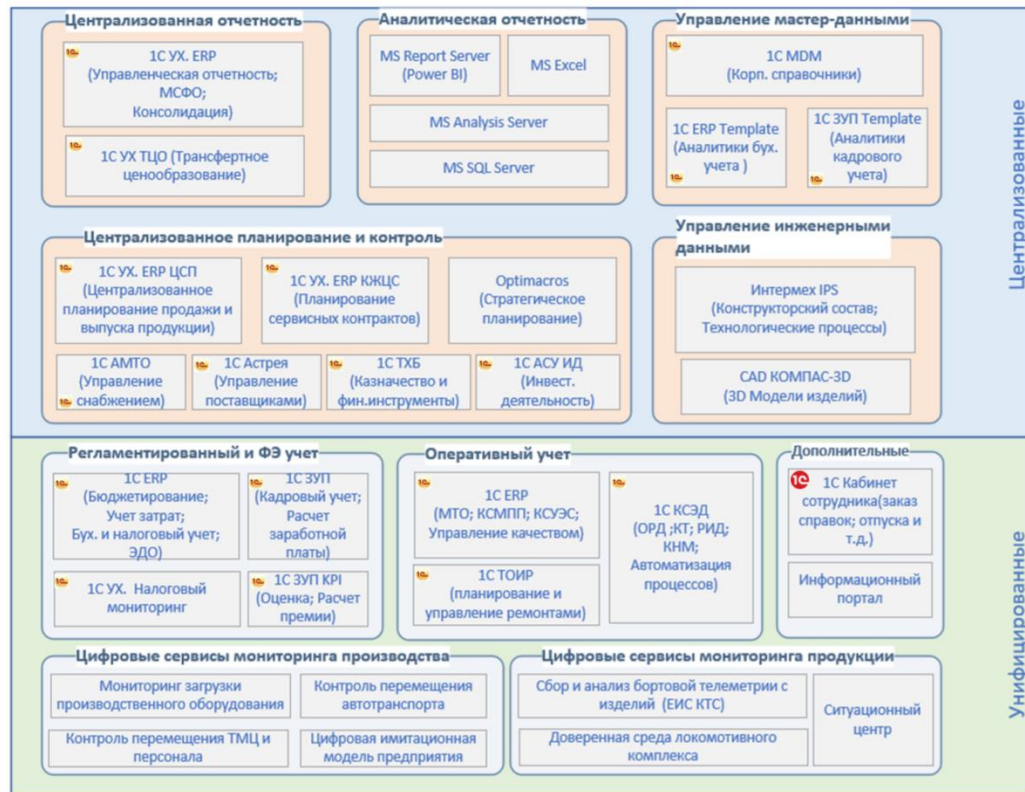 Централизованная отчетность
1С УХ. ERP
(Управленческая отчетность;
МСФО;
Консолидация)
1С УХ ТЦО (Трансфертное
ценообразование)
Аналитическая отчетность
MS Report Server
(Power BI)
MS Excel
MS Analysis Server
MS SQL Server
Управление мастер-данными
1С MDM
(Корп. справочники)
1С ERP Template
(Аналитики бух.
учета )
1С ЗУП Template
(Аналитики
кадрового
учета)
Централизованные
Централизованное планирование и контроль
1С УХ. ERP ЦСП
(Централизованное
планирование продажи и
выпуска продукции)
1С УХ. ERP КЖЦС
(Планирование
сервисных контрактов)
Optimacros
(Стратегическое
планирование)
1С АМТО
(Управление
снабжением)
1С Астрея
(Управление
поставщиками)
1С ТХБ
(Казначество и
фин.инструменты)
1С АСУ ИД
(Инвест.
деятельность)
Управление инженерными
данными
Интермех IPS
(Конструкторский состав;
Технологические процессы)
CAD КОМПАС-3D
(3D Модели изделий)
Регламентированный и ФЭ учет
1С ERP
(Бюджетирование;
Учет затрат;
Бух. и налоговый учет;
ЭДО)
1С ЗУП
(Кадровый учет;
Расчет
заработной
платы)
1С УХ. Налоговый
мониторинг
1С ЗУП KPI
(Оценка; Расчет
премии)
Оперативный учет
1С ERP
(МТО; КСМПП; КСУЭС;
Управление качеством)
1С ТОИР
(планирование и
управление ремонтами)
1С КСЭД
(ОРД ;КТ; РИД;
КНМ;
Автоматизация
процессов)
Дополнительные
1С Кабинет
сотрудника(заказ
справок; отпуска и
т.д.)
Информационный
портал
Унифицированные
Цифровые сервисы мониторинга производства
Мониторинг загрузки
производственного оборудования
Контроль перемещения
автотранспорта
Контроль перемещения ТМЦ и
персонала
Цифровая имитационная
модель предприятия
Цифровые сервисы мониторинга продукции
Сбор и анализ бортовой телеметрии с
изделий (ЕИС КТС)
Доверенная среда локомотивного
комплекса
Ситуационный
центр